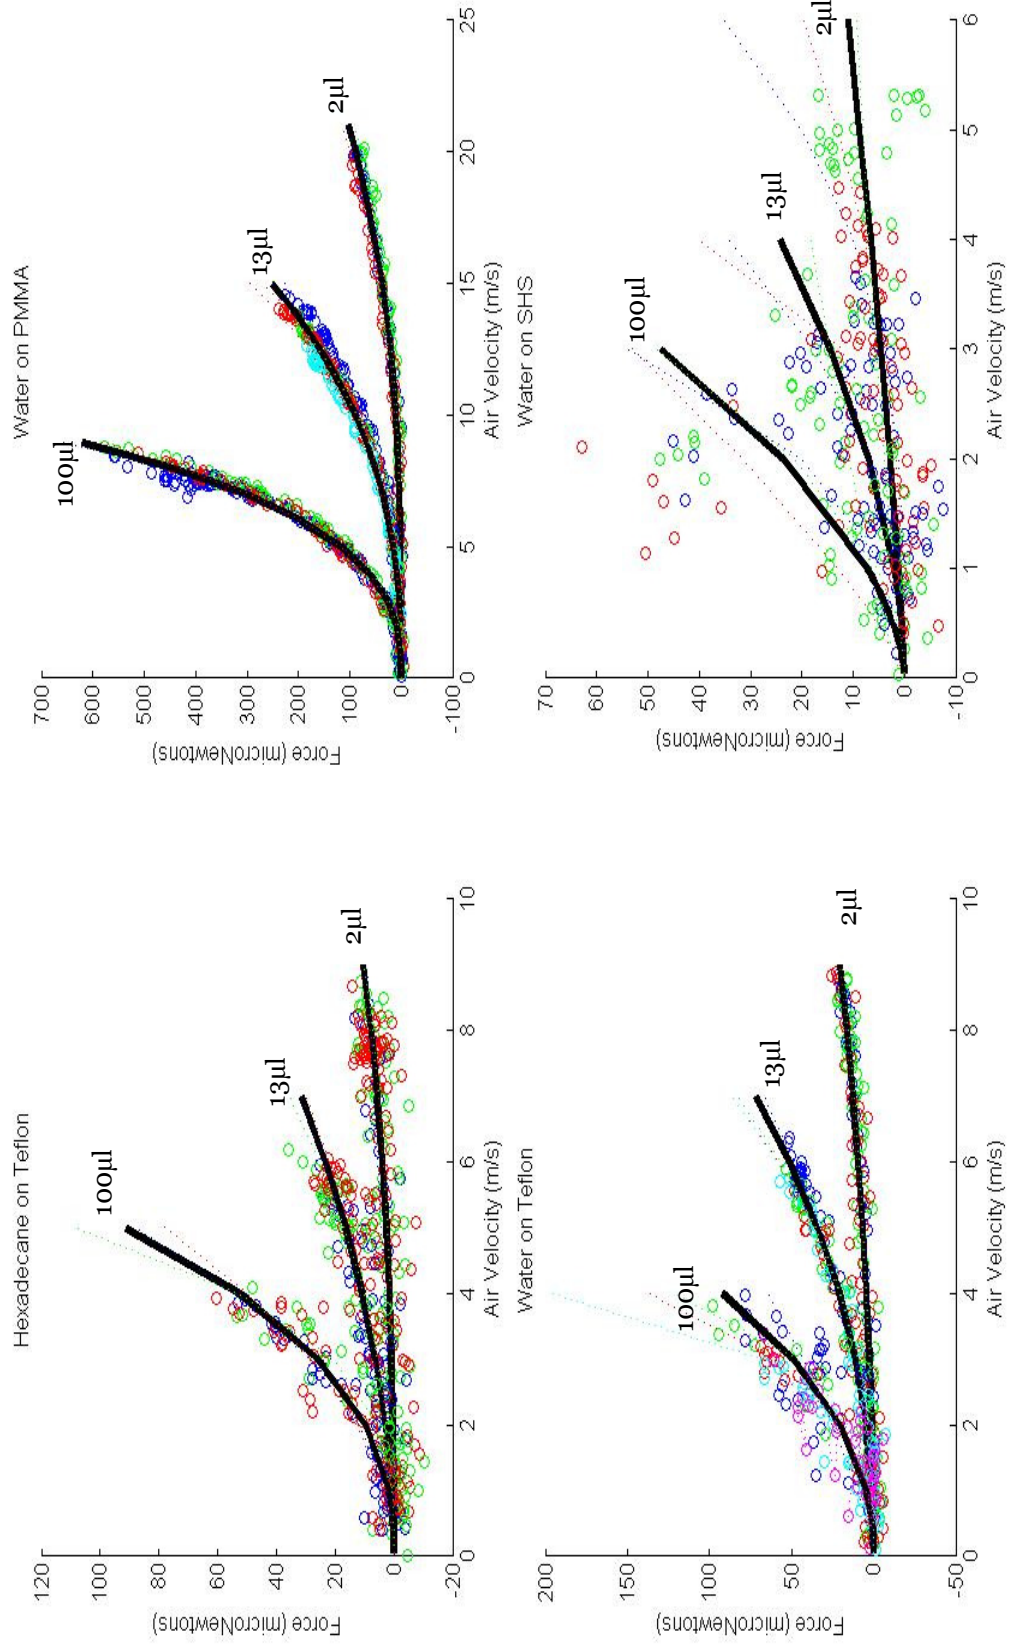 Hexadecane on Teflon
Force (microNewtons)
120
100
80
60
40
20
0
-20
0
2
4
6
8
10
Air Velocity (m/s)
100µl
13µl
2µl
Water on PMMA
Force (microNewtons)
700
600
500
400
300
200
100
0
-100
0
5
10
15
20
25
Air Velocity (m/s)
100µl
13µl
2µl
Water on Teflon
Force (microNewtons)
200
150
100
50
0
-50
0
2
4
6
8
10
Air Velocity (m/s)
100µl
13µl
2µl
Water on SHS
Force (microNewtons)
70
60
50
40
30
20
10
0
-10
0
1
2
3
4
5
6
Air Velocity (m/s)
100µl
13µl
2µl